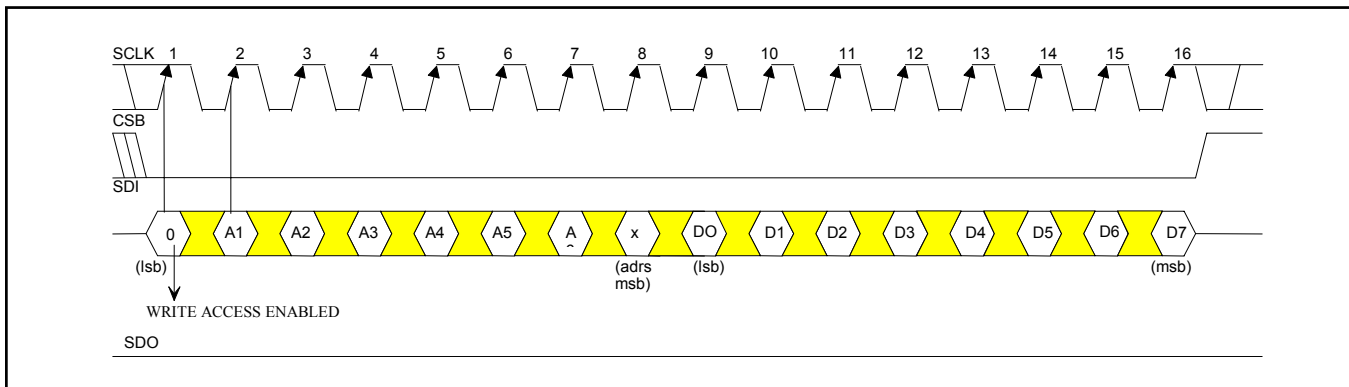 SCLK 1 2 3 4 5 6 7 8 9 10 11 12 13 14 15 16
CSB
SDI
0 A1 A2 A3 A4 A5 A x DO D1 D2 D3 D4 D5 D6 D7
(lsb) (adrs msb) (lsb) (msb)
WRITE ACCESS ENABLED
SDO